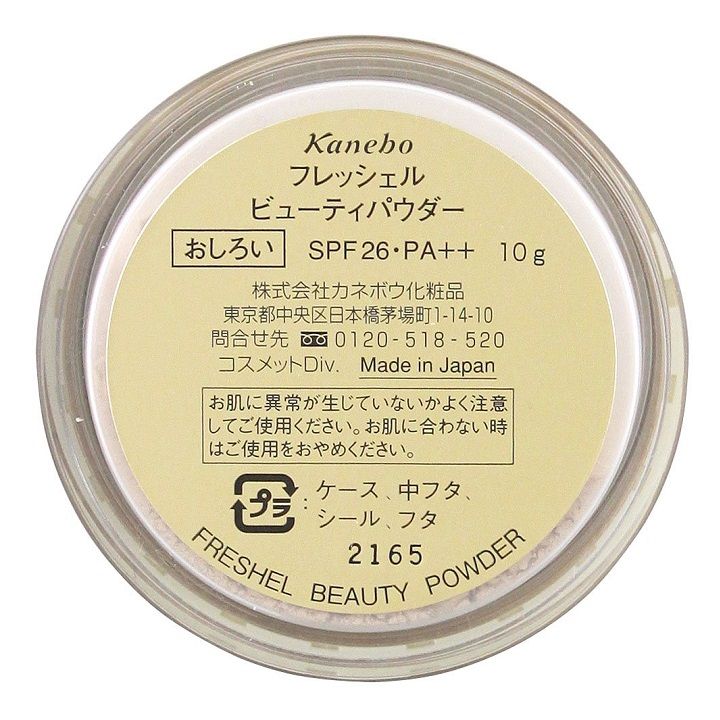 Kanebo
フレッシェル
ビューティパウダー
おしろい SPF26・PA++ 10g
株式会社カネボウ化粧品
東京都中央区日本橋茅場町1-14-10
問合せ先 0120-518-520
コスメットDiv. Made in Japan
お肌に異常が生じていないかよく注意
してご使用ください。お肌に合わない時
はご使用をおやめください。
プラ : ケース、中フタ、
シール、フタ
2165
FRESHEL BEAUTY POWDER